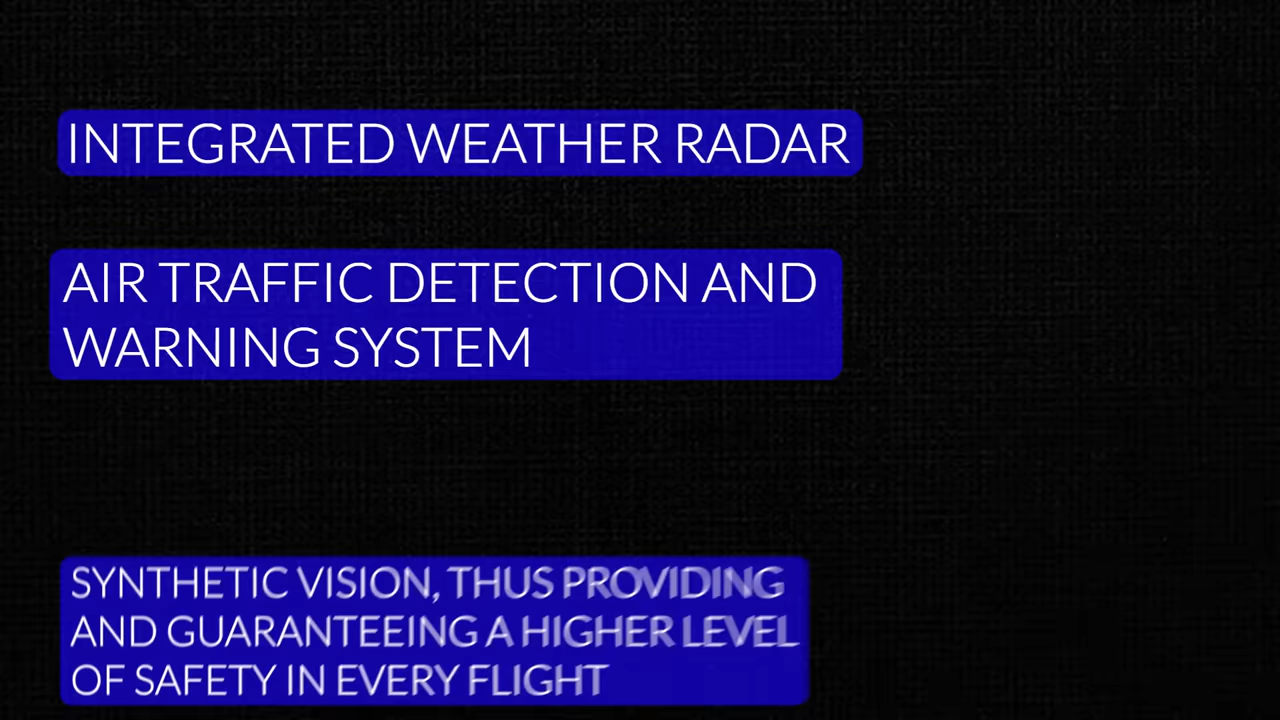 INTEGRATED WEATHER RADAR
AIR TRAFFIC DETECTION AND
WARNING SYSTEM
SYNTHETIC VISION, THUS PROVIDING
AND GUARANTEEING A HIGHER LEVEL
OF SAFETY IN EVERY FLIGHT